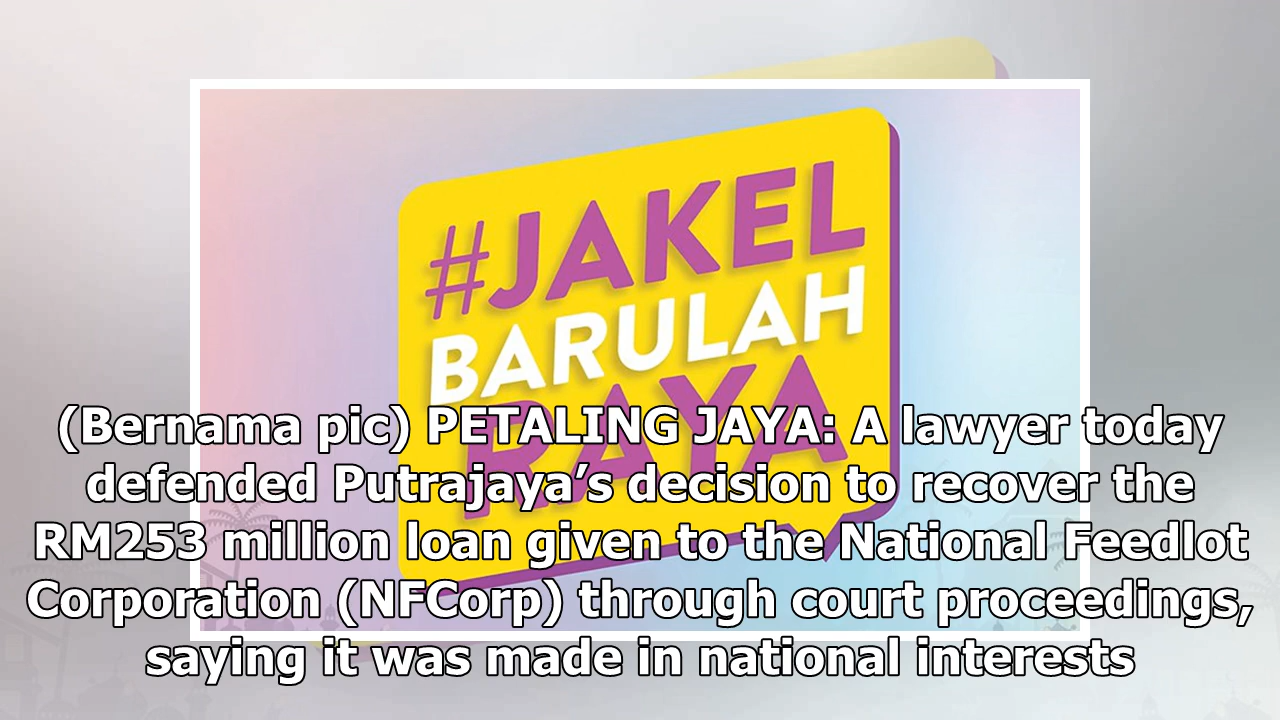 #JAKEL
BARULAH
RAYA
(Bernama pic) PETALING JAYA: A lawyer today
defended Putrajaya’s decision to recover the
RM253 million loan given to the National Feedlot
Corporation (NFCorp) through court proceedings,
saying it was made in national interests